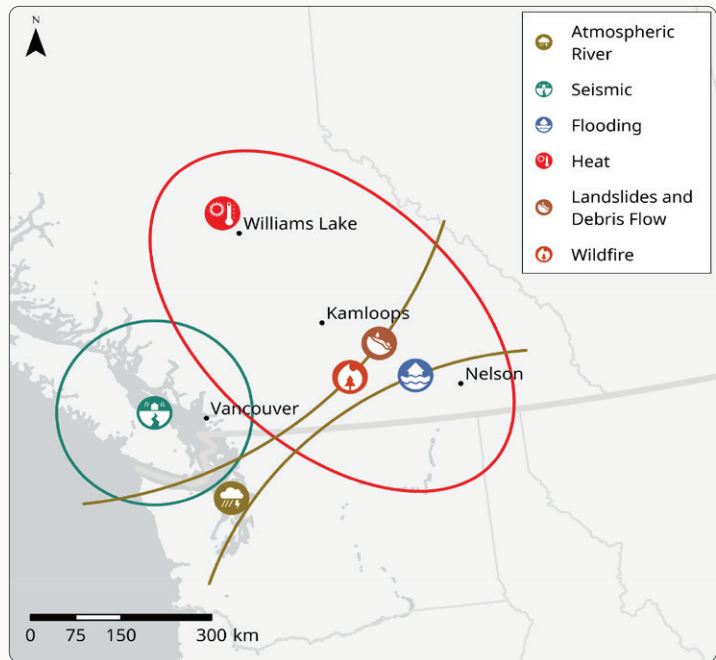 N
Atmospheric
River
Seismic
Flooding
Heat
Landslides and
Debris Flow
Wildfire
Williams Lake
Kamloops
Nelson
Vancouver
0 75 150 300 km